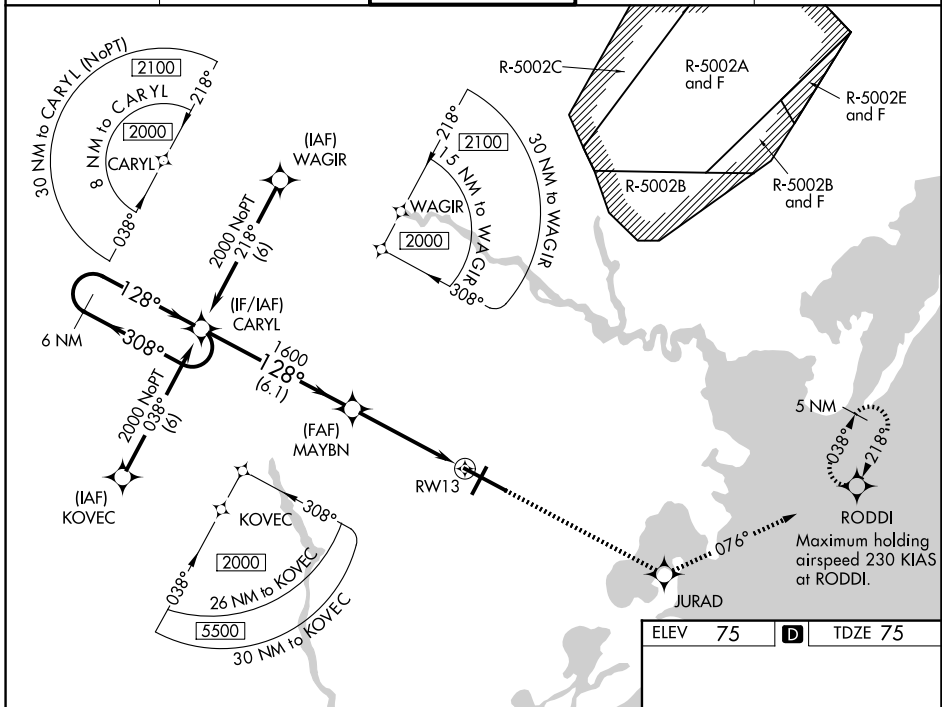 30 NM to CARYL (NoPT)
2100
218°
8 NM to CARYL
2000
CARYL
038°
(IAF)
WAGIR
2000 NoPT
218°
(6)
218°
2100
30 NM to WAGIR
15 NM to WAGIR
WAGIR
2000
308°
R-5002C
R-5002A
and F
R-5002E
and F
R-5002B
R-5002B
and F
128°
308°
6 NM
(IF/IAF)
CARYL
1600
128°
(6.1)
2000 NoPT
038°
(6)
(IAF)
KOVEC
(FAF)
MAYBN
RW13
5 NM
038°
218°
RODDI
Maximum holding
airspeed 230 KIAS
at RODDI.
076°
JURAD
KOVEC
308°
038°
2000
26 NM to KOVEC
5500
30 NM to KOVEC
ELEV 75 D TDZE 75